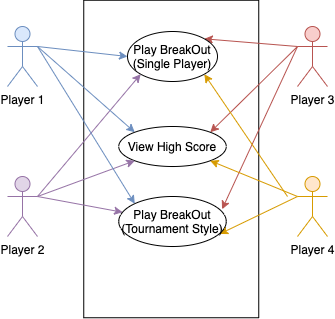 Play BreakOut
(Single Player)
Player 1
Player 3
View High Score
Play BreakOut
(Tournament Style)
Player 2
Player 4